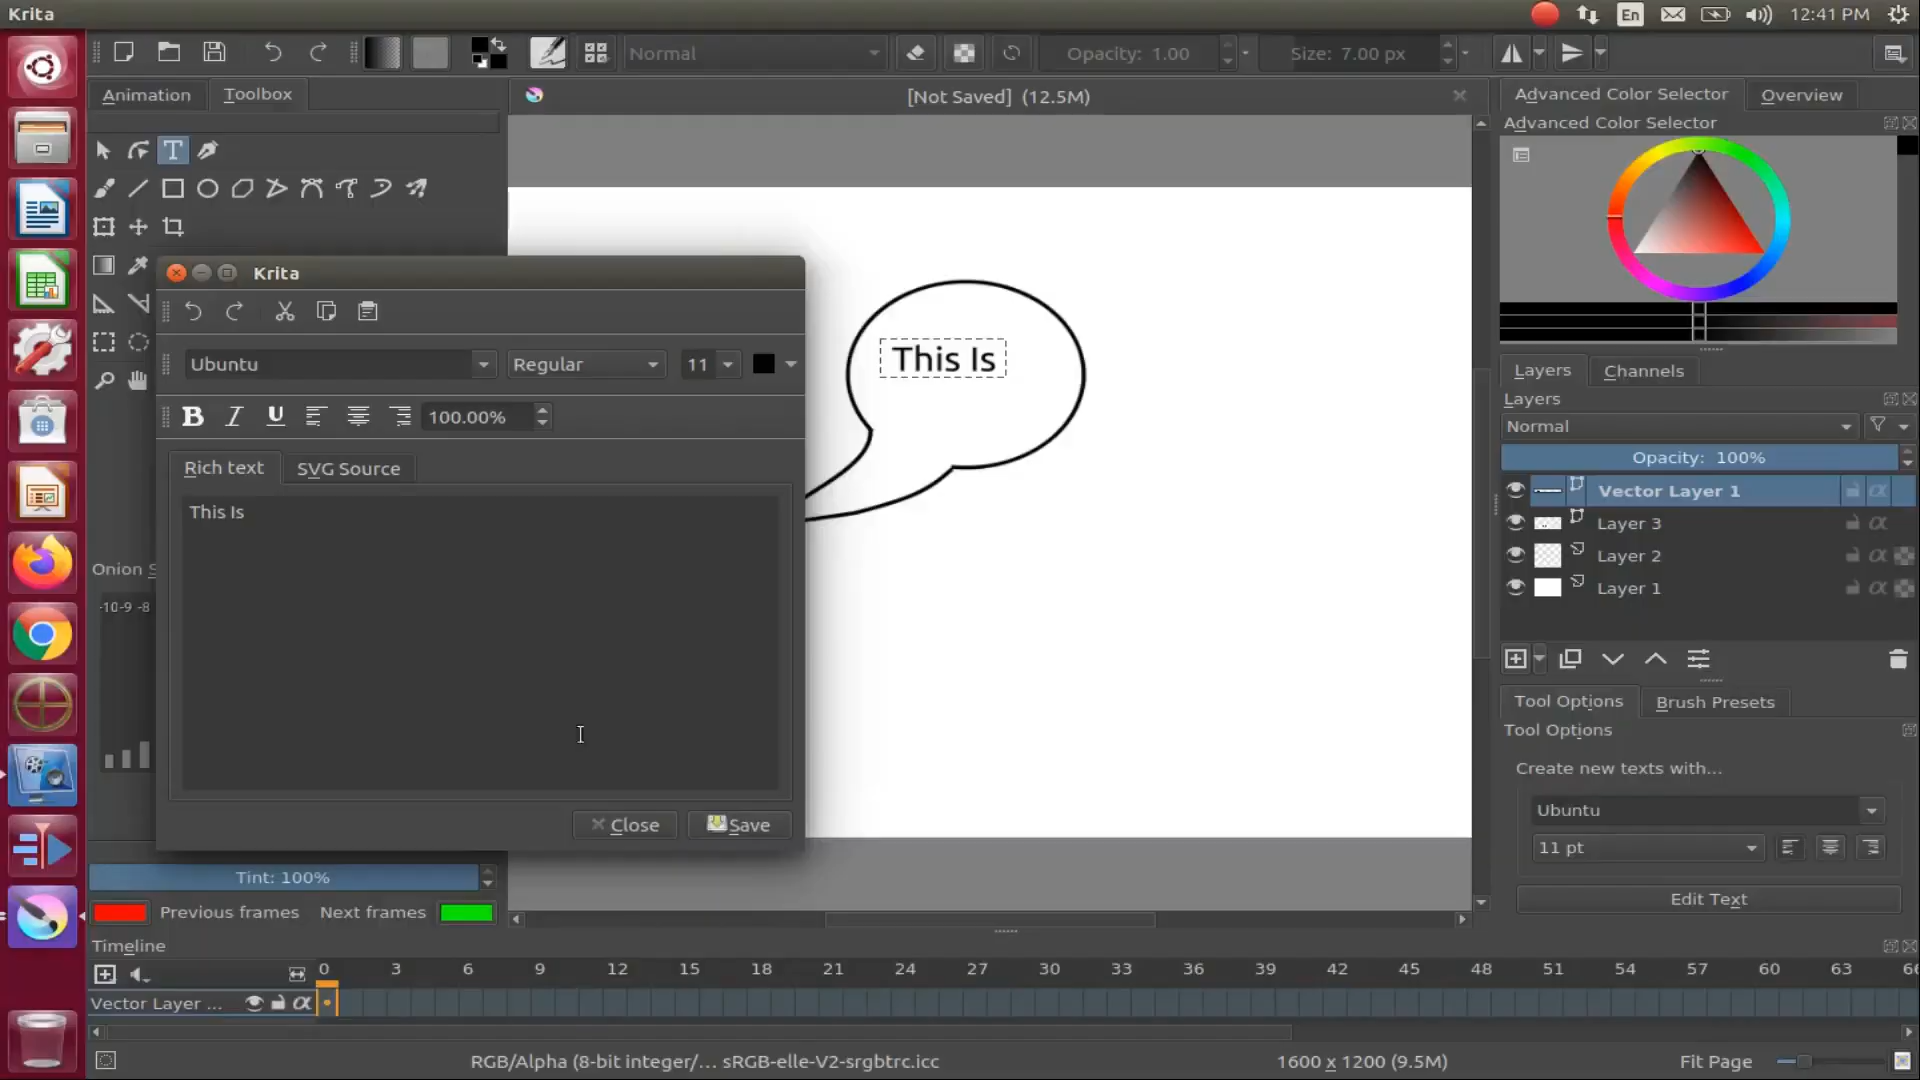 Krita
En
12:41 PM
Normal
Opacity: 1.00
Size: 7.00 px
Animation
Toolbox
[Not Saved] (12.5M)
Advanced Color Selector
Overview
Advanced Color Selector
Krita
Ubuntu
Regular
11
100.00%
Rich text
SVG Source
This Is
This Is
Close
Save
Onion S
-10-9 -8
Layers
Channels
Layers
Normal
Opacity: 100%
Vector Layer 1
Layer 3
Layer 2
Layer 1
Tool Options
Brush Presets
Tool Options
Create new texts with...
Ubuntu
11 pt
Edit Text
Tint: 100%
Previous frames
Next frames
Timeline
0 3 6 9 12 15 18 21 24 27 30 33 36 39 42 45 48 51 54 57 60 63 66
Vector Layer ...
RGB/Alpha (8-bit integer/... sRGB-elle-V2-srgbtrc.icc
1600 x 1200 (9.5M)
Fit Page